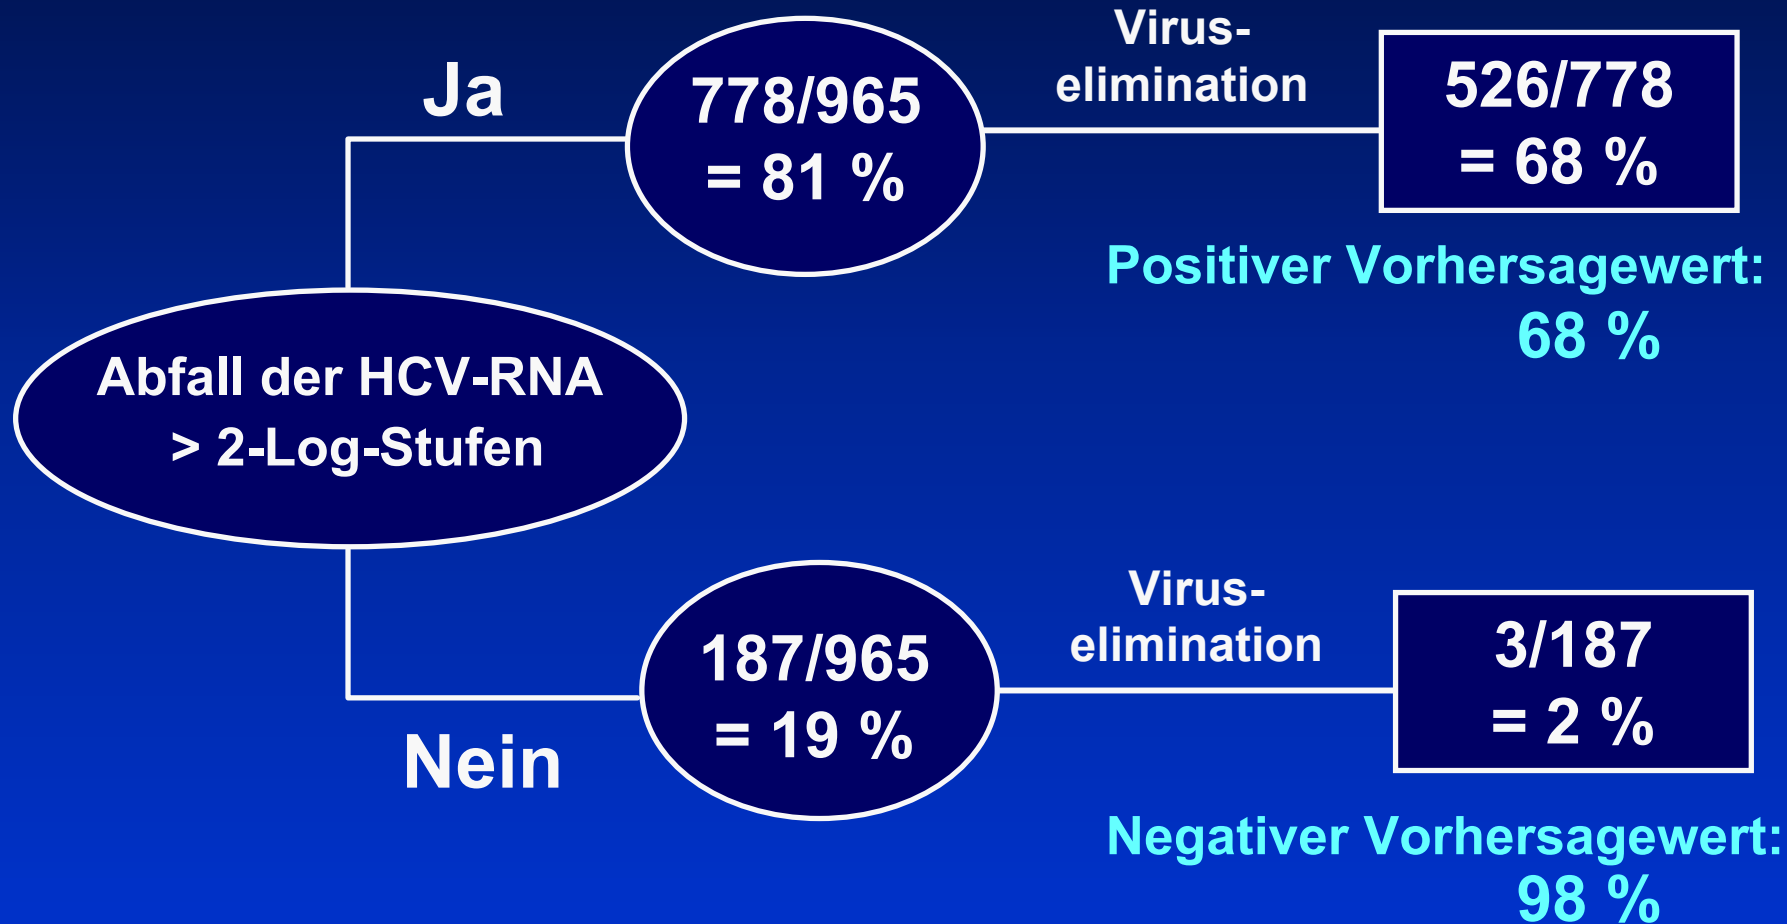 Abfall der HCV-RNA
> 2-Log-Stufen
Ja
778/965
= 81 %
Virus-
elimination
526/778
= 68 %
Positiver Vorhersagewert:
68 %
Nein
187/965
= 19 %
Virus-
elimination
3/187
= 2 %
Negativer Vorhersagewert:
98 %